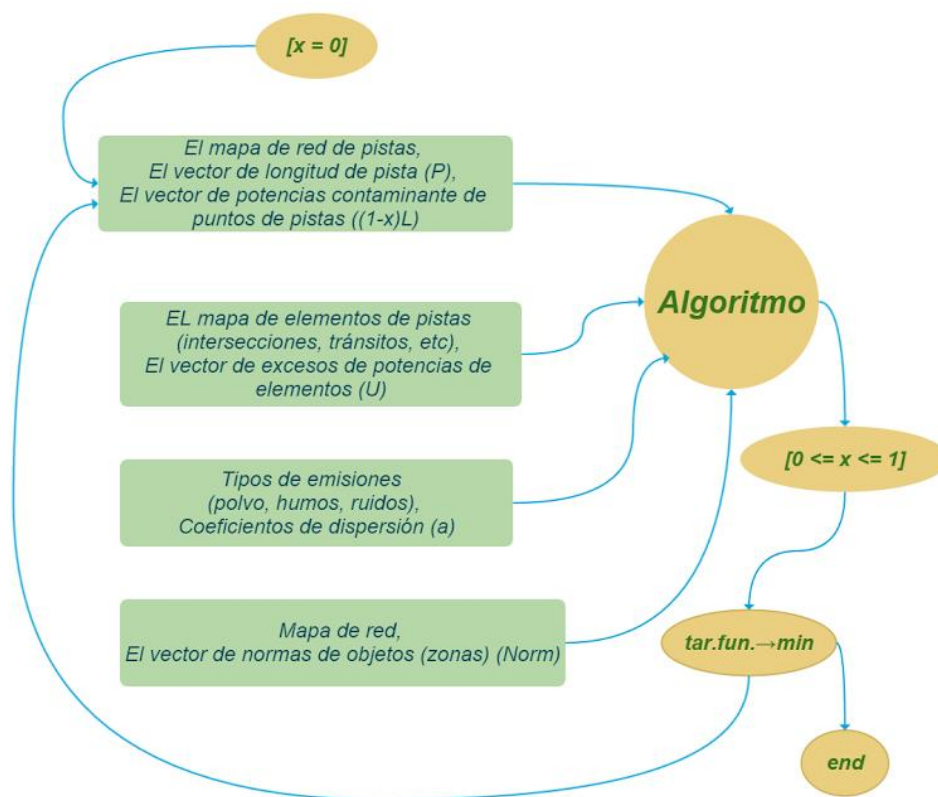 [x = 0]
El mapa de red de pistas,
El vector de longitud de pista (P),
El vector de potencias contaminante de
puntos de pistas ((1-x)L)
EL mapa de elementos de pistas
(intersecciones, tránsitos, etc),
El vector de excesos de potencias de
elementos (U)
Tipos de emisiones
(polvo, humos, ruidos),
Coeficientos de dispersión (a)
Mapa de red,
El vector de normas de objetos (zonas) (Norm)
Algoritmo
[0 <= x <= 1]
tar.fun.→min
end